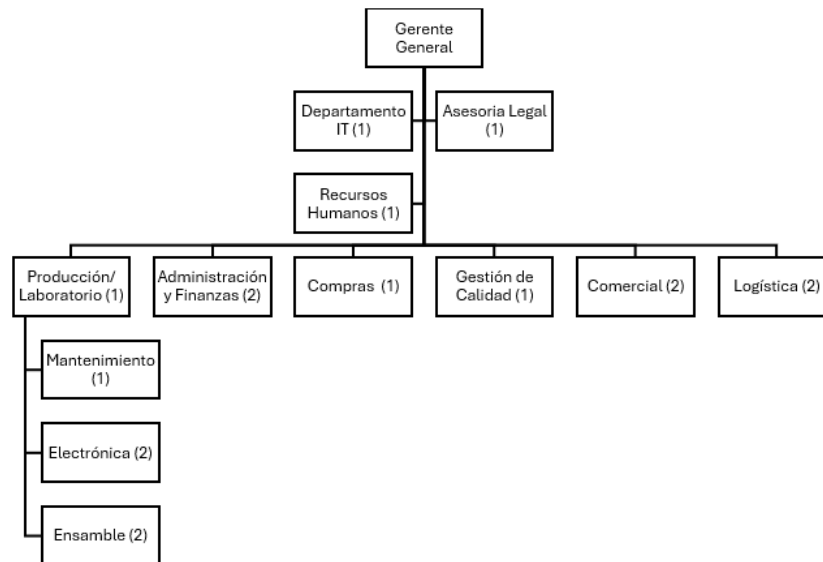 Gerente
General
Departamento
IT (1)
Asesoria Legal
(1)
Recursos
Humanos (1)
Producción/
Laboratorio (1)
Administración
y Finanzas (2)
Compras (1)
Gestión de
Calidad (1)
Comercial (2)
Logística (2)
Mantenimiento
(1)
Electrónica (2)
Ensamble (2)